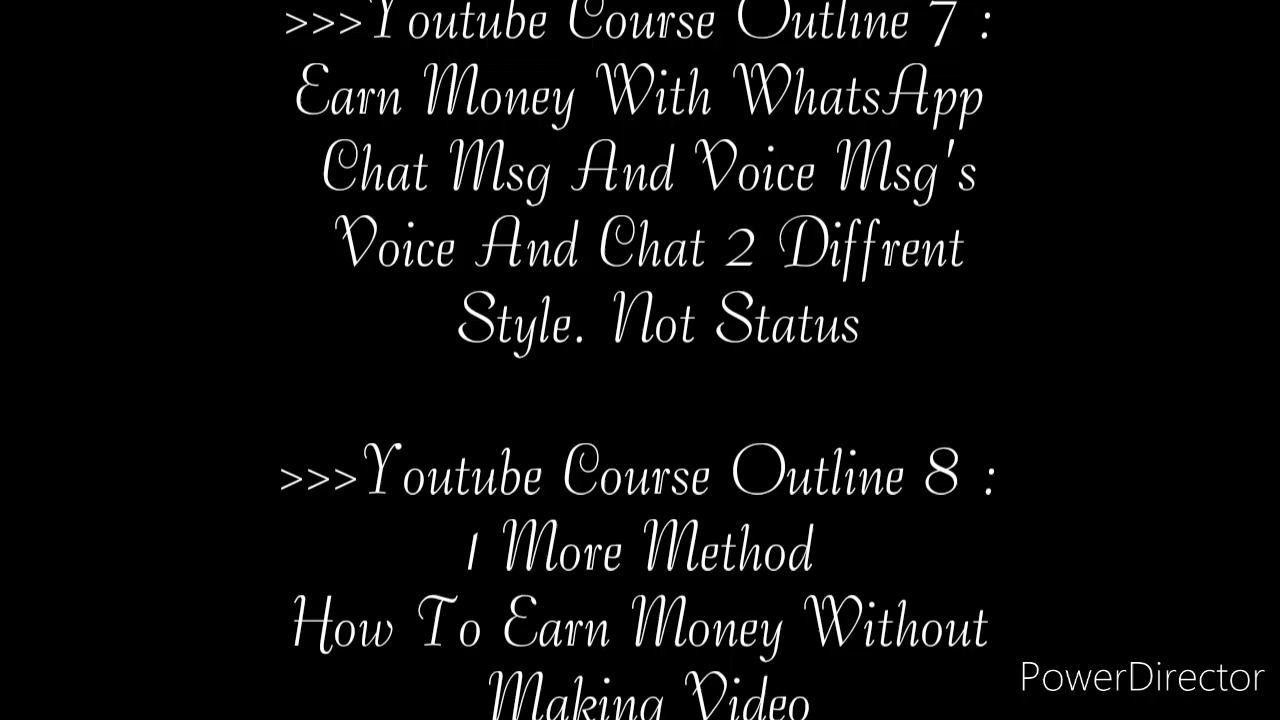 >>>Youtube Course Outline 7 :
Earn Money With WhatsApp
Chat Msg And Voice Msg's
Voice And Chat 2 Diffrent
Style. Not Status
>>>Youtube Course Outline 8 :
1 More Method
How To Earn Money Without
Making Video
PowerDirector